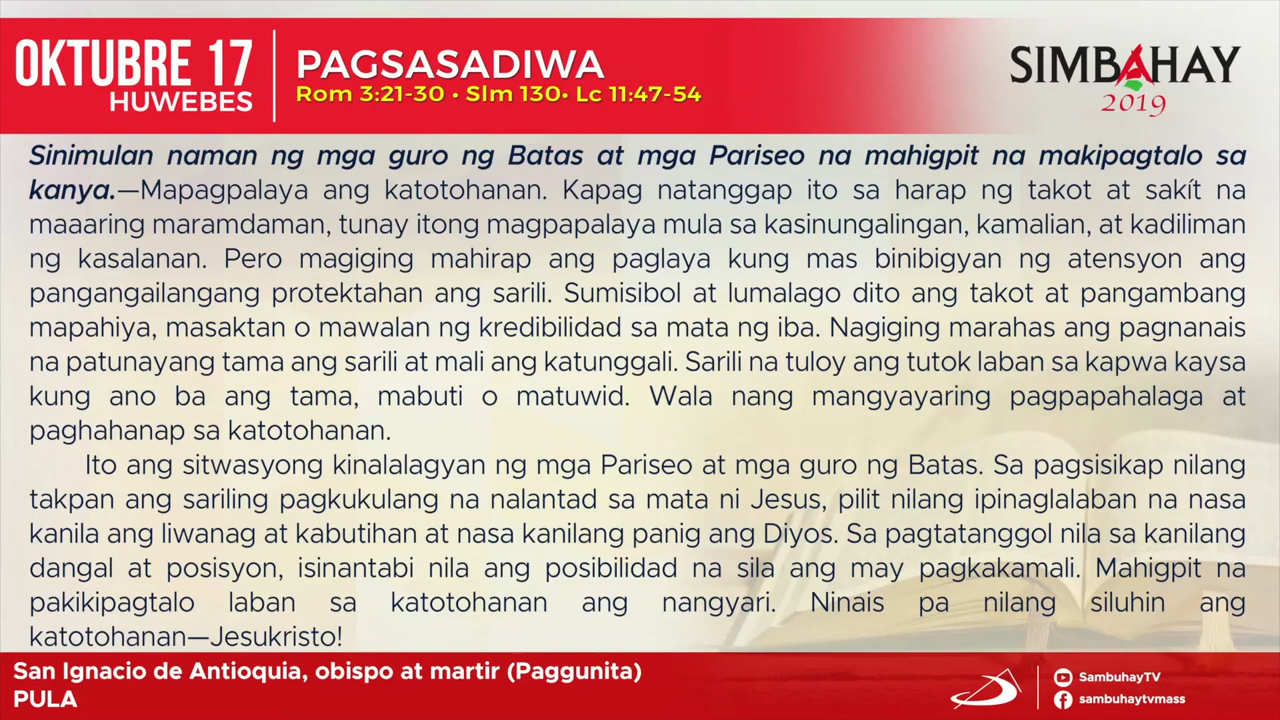 OKTUBRE 17
HUWEBES
PAGSASADIWA
Rom 3:21-30 • Slm 130• Lc 11:47-54
SIMBAHAY
2019
Sinimulan naman ng mga guro ng Batas at mga Pariseo na mahigpit na makipagtalo sa
kanya.—Mapagpalaya ang katotohanan. Kapag natanggap ito sa harap ng takot at sakít na
maaaring maramdaman, tunay itong magpapalaya mula sa kasinungalingan, kamalian, at kadiliman
ng kasalanan. Pero magiging mahirap ang paglaya kung mas binibigyan ng atensyon ang
pangangailangang protektahan ang sarili. Sumisibol at lumalago dito ang takot at pangambang
mapahiya, masaktan o mawalan ng kredibilidad sa mata ng iba. Nagiging marahas ang pagnanais
na patunayang tama ang sarili at mali ang katunggali. Sarili na tuloy ang tutok laban sa kapwa kaysa
kung ano ba ang tama, mabuti o matuwid. Wala nang mangyayaring pagpapahalaga at
paghahanap sa katotohanan.
Ito ang sitwasyong kinalalagyan ng mga Pariseo at mga guro ng Batas. Sa pagsisikap nilang
takpan ang sariling pagkukulang na nalantad sa mata ni Jesus, pilit nilang ipinaglalaban na nasa
kanila ang liwanag at kabutihan at nasa kanilang panig ang Diyos. Sa pagtatanggol nila sa kanilang
dangal at posisyon, isinantabi nila ang posibilidad na sila ang may pagkakamali. Mahigpit na
pakikipagtalo laban sa katotohanan ang nangyari. Ninais pa nilang siluhin ang
katotohanan—Jesukristo!
San Ignacio de Antioquia, obispo at martir (Paggunita)
PULA
SambuhayTV
sambuhaytvmass